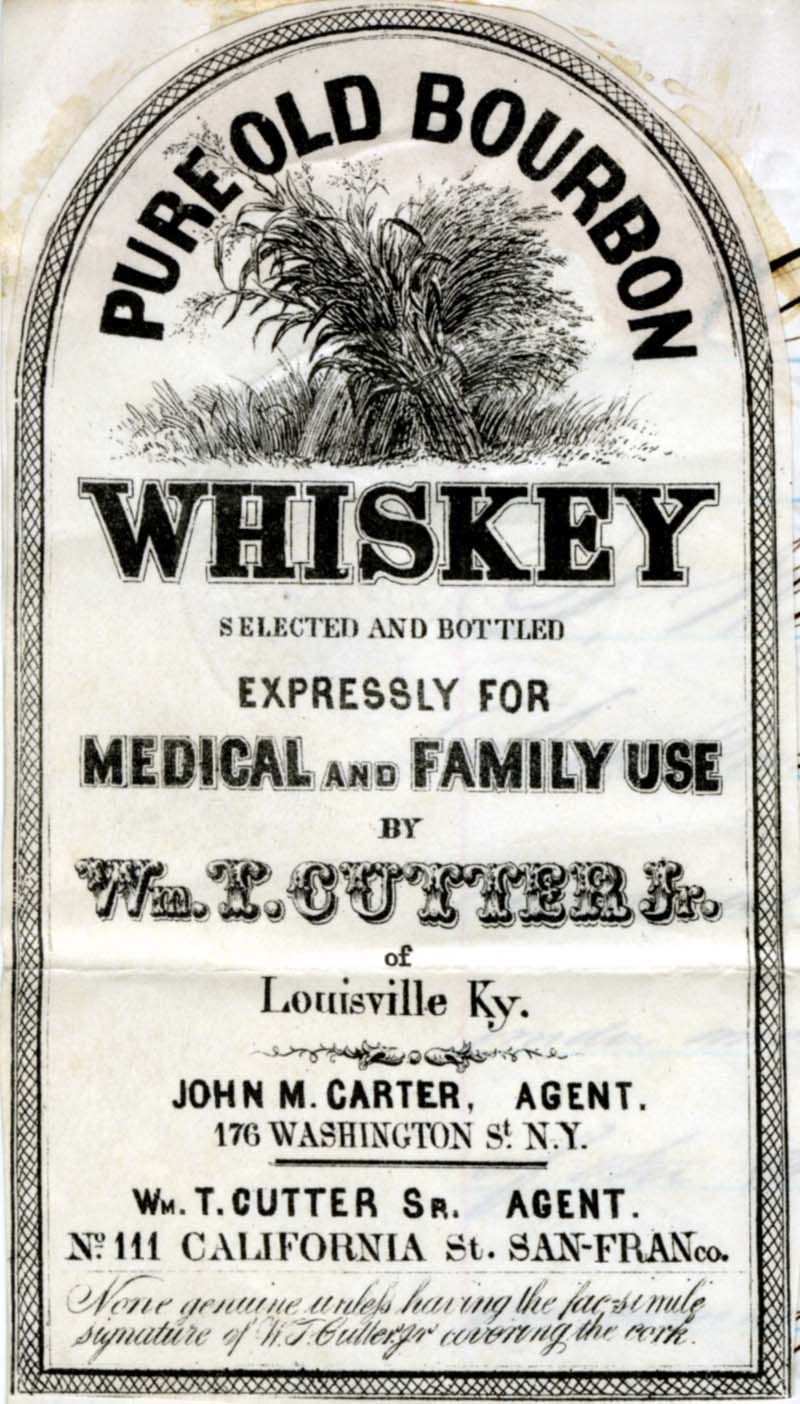 PURE OLD BOURBON
WHISKEY
SELECTED AND BOTTLED
EXPRESSLY FOR
MEDICAL AND FAMILY USE
BY
Wm. T. CUTTER Jr.
of
Louisville Ky.
JOHN M. CARTER, AGENT.
176 WASHINGTON St. N.Y.
WM. T. CUTTER SR. AGENT.
No. 111 CALIFORNIA St. SAN-FRANco.
None genuine unless having the fac-simile
signature of W. T. Cutter Jr covering the cork.